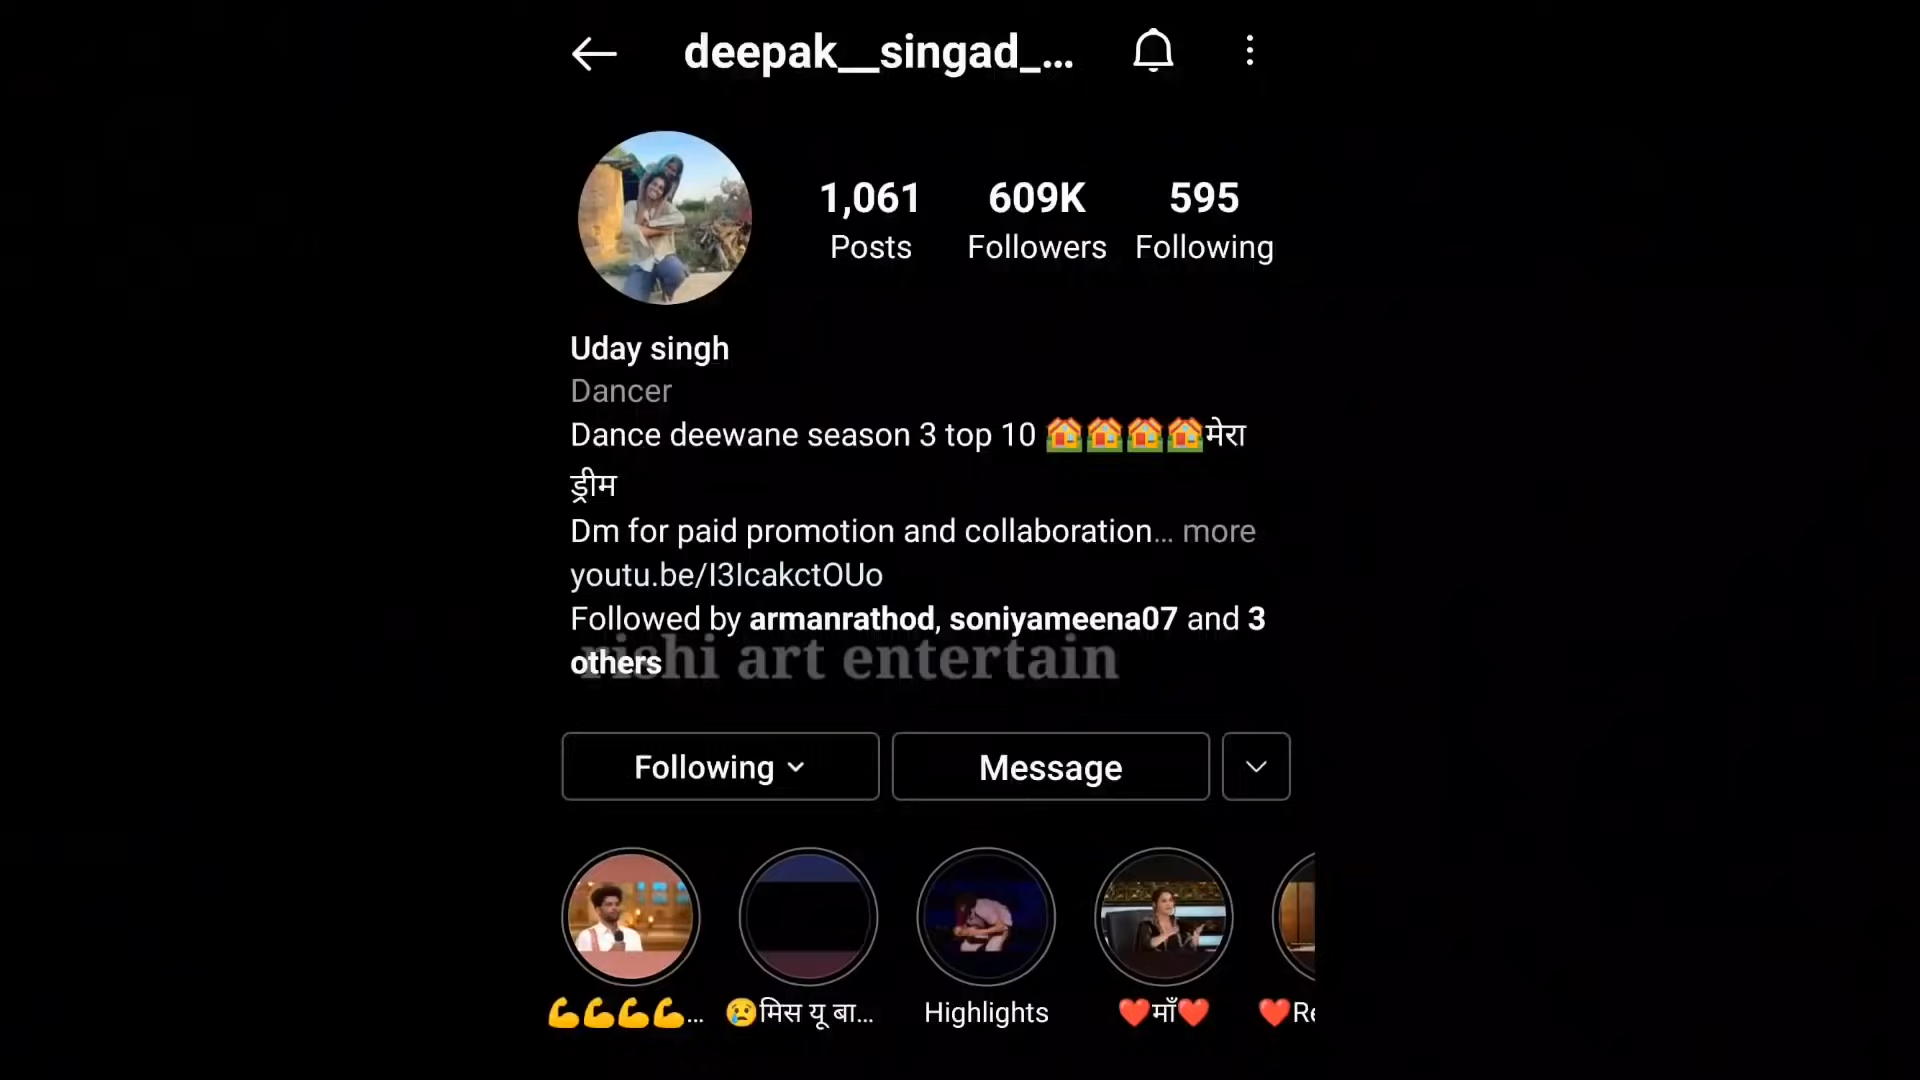 deepak__singad_...
1,061
Posts
609K
Followers
595
Following
Uday singh
Dancer
Dance deewane season 3 top 10 🏠🏠🏠🏠मेरा
ड्रीम
Dm for paid promotion and collaboration... more
youtu.be/I3IcakctOUo
Followed by armanrathod, soniyameena07 and 3
others
rishi art entertain
Following
Message
💪💪💪💪...
😢मिस यू बा...
Highlights
❤️माँ❤️
❤️Re